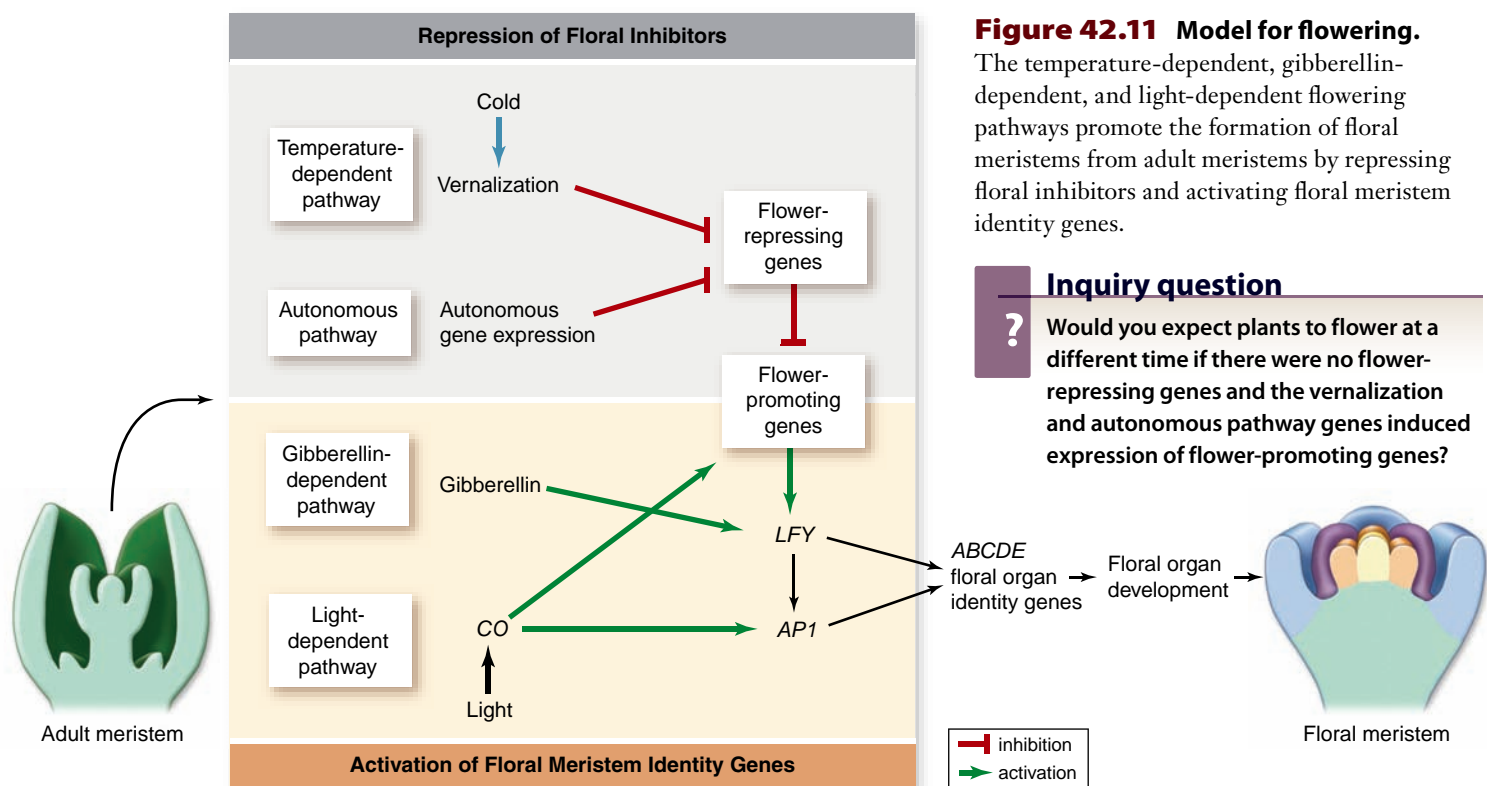 Repression of Floral Inhibitors
Cold
Temperature-
dependent
pathway
Vernalization
Flower-
repressing
genes
Autonomous
pathway
Autonomous
gene expression
Flower-
promoting
genes
Gibberellin-
dependent
pathway
Gibberellin
LFY
Light-
dependent
pathway
CO
AP1
Light
ABCDE
floral organ
identity genes
Floral organ
development
Adult meristem
Floral meristem
Activation of Floral Meristem Identity Genes
inhibition
activation
Figure 42.11 Model for flowering.
The temperature-dependent, gibberellin-
dependent, and light-dependent flowering
pathways promote the formation of floral
meristems from adult meristems by repressing
floral inhibitors and activating floral meristem
identity genes.
Inquiry question
?
Would you expect plants to flower at a
different time if there were no flower-
repressing genes and the vernalization
and autonomous pathway genes induced
expression of flower-promoting genes?